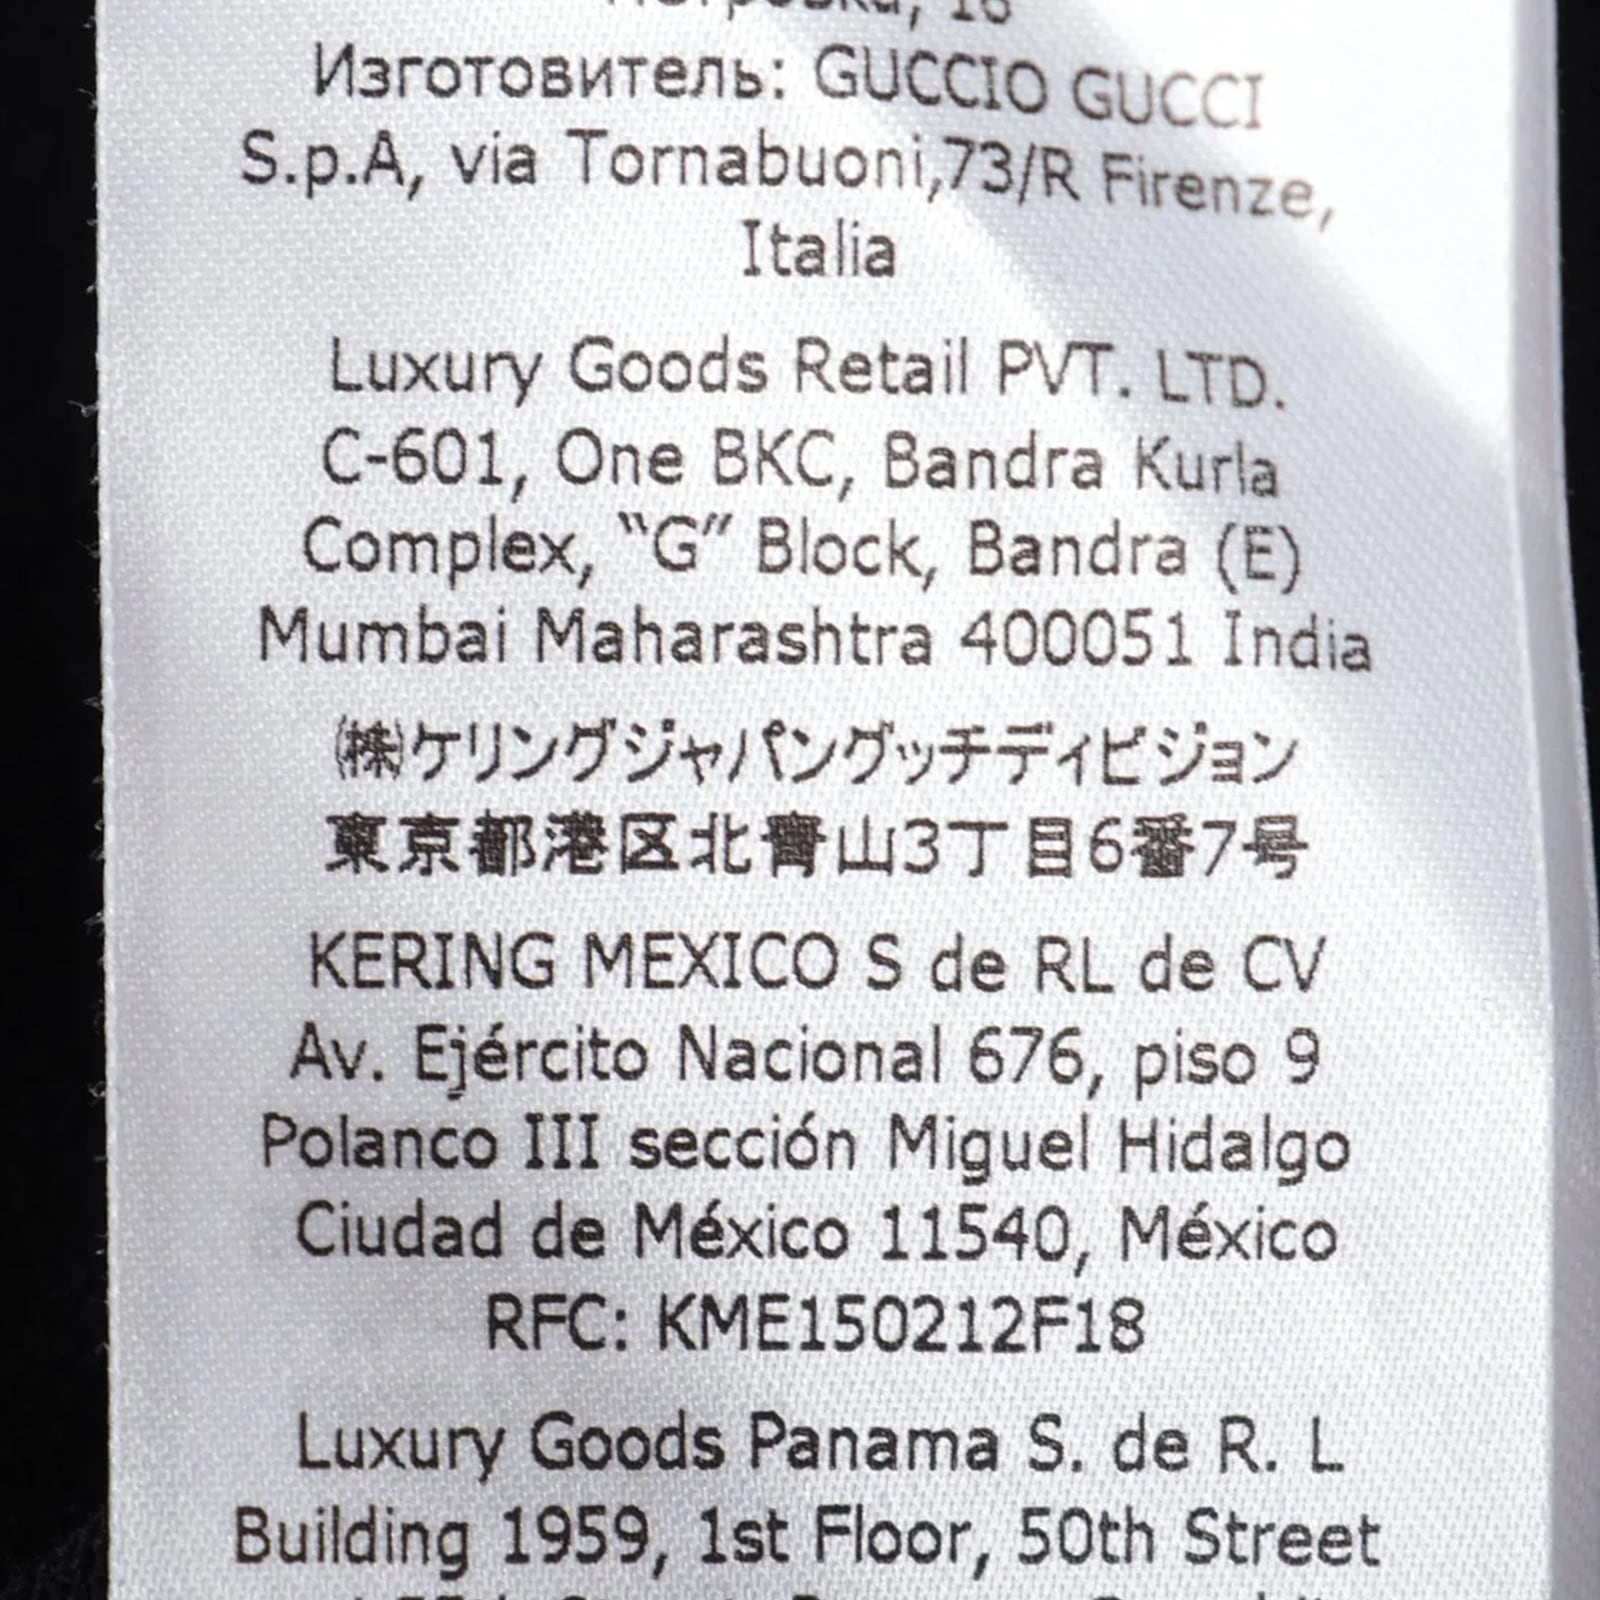 Изготовитель: GUCCIO GUCCI
S.p.A, via Tornabuoni,73/R Firenze,
Italia
Luxury Goods Retail PVT. LTD.
C-601, One BKC, Bandra Kurla
Complex, “G” Block, Bandra (E)
Mumbai Maharashtra 400051 India
㈱ケリングジャパングッチディビジョン
東京都港区北青山3丁目6番7号
KERING MEXICO S de RL de CV
Av. Ejército Nacional 676, piso 9
Polanco III sección Miguel Hidalgo
Ciudad de México 11540, México
RFC: KME150212F18
Luxury Goods Panama S. de R. L
Building 1959, 1st Floor, 50th Street